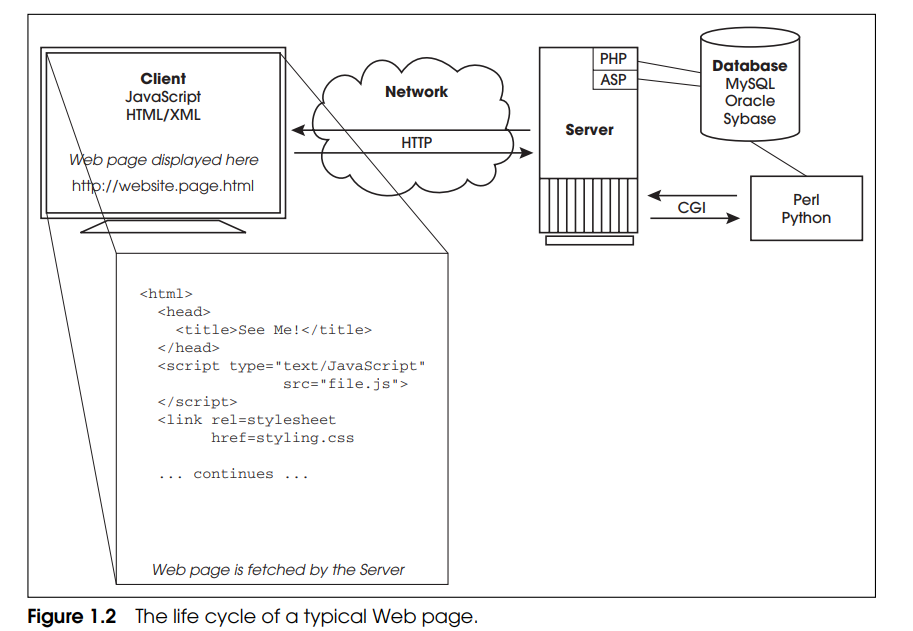 Client
JavaScript
HTML/XML
Web page displayed here
http://website.page.html
Network
HTTP
PHP
ASP
Server
Database
MySQL
Oracle
Sybase
CGI
Perl
Python
<html>
<head>
<title>See Me!</title>
</head>
<script type="text/JavaScript"
src="file.js">
</script>
<link rel=stylesheet
href=styling.css
... continues ...
Web page is fetched by the Server
Figure 1.2 The life cycle of a typical Web page.